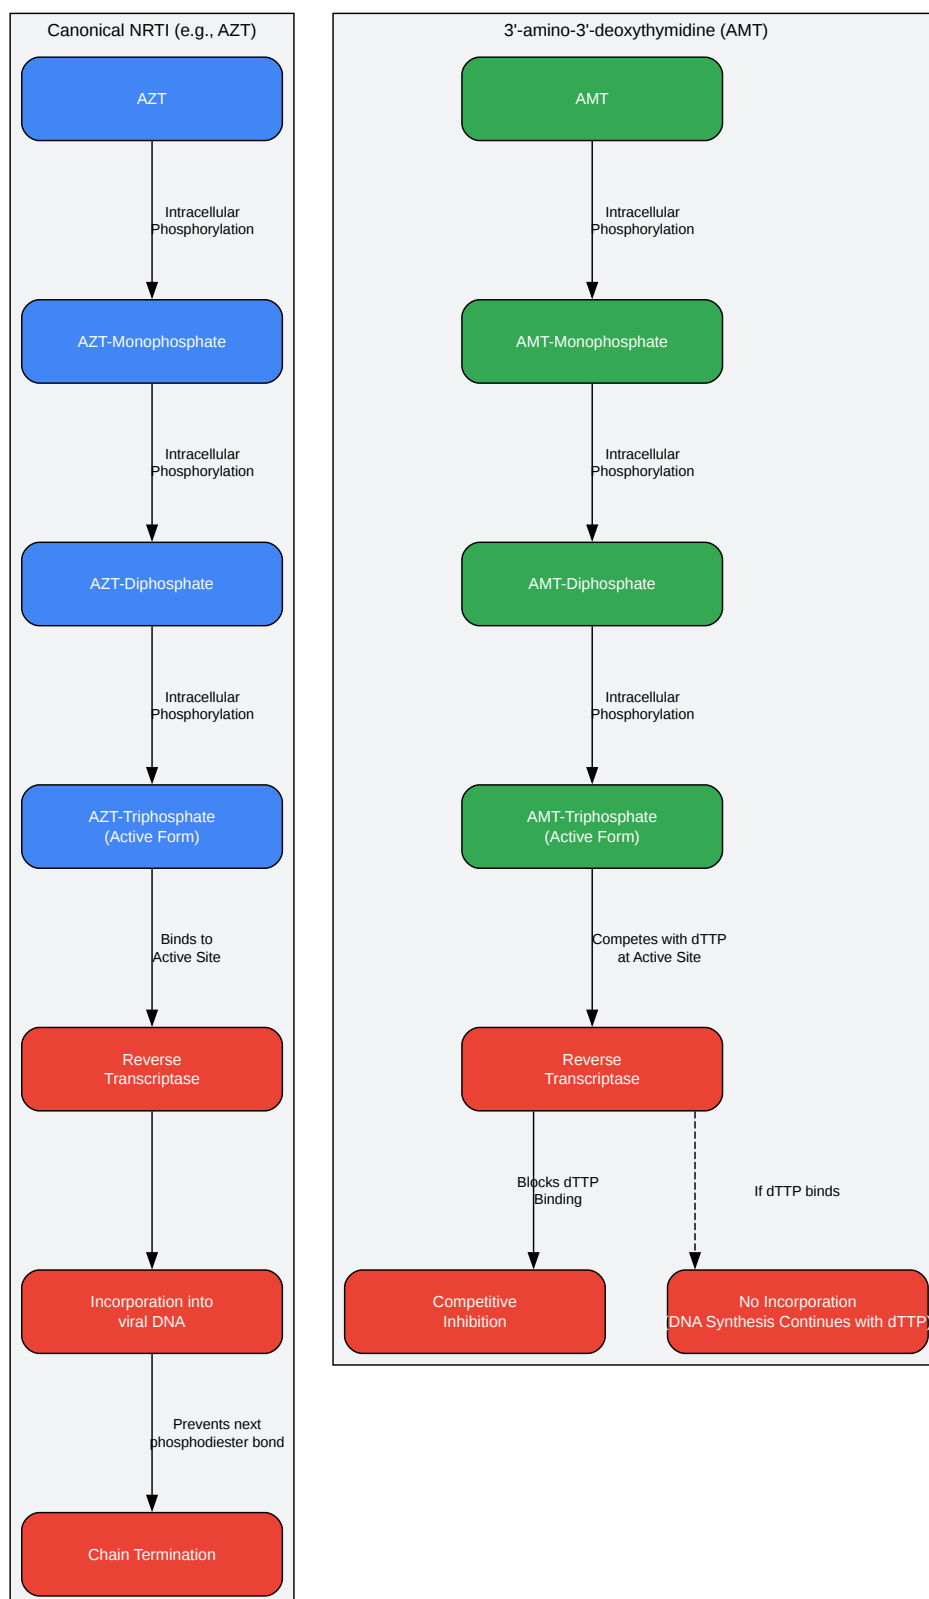 Canonical NRTI (e.g., AZT)
AZT
Intracellular
Phosphorylation
AZT-Monophosphate
Intracellular
Phosphorylation
AZT-Diphosphate
Intracellular
Phosphorylation
AZT-Triphosphate
(Active Form)
Binds to
Active Site
Reverse
Transcriptase
Incorporation into
viral DNA
Prevents next
phosphodiester bond
Chain Termination
3'-amino-3'-deoxythymidine (AMT)
AMT
Intracellular
Phosphorylation
AMT-Monophosphate
Intracellular
Phosphorylation
AMT-Diphosphate
Intracellular
Phosphorylation
AMT-Triphosphate
(Active Form)
Competes with dTTP
at Active Site
Reverse
Transcriptase
Blocks dTTP
Binding
If dTTP binds
Competitive
Inhibition
No Incorporation
(DNA Synthesis Continues with dTTP)